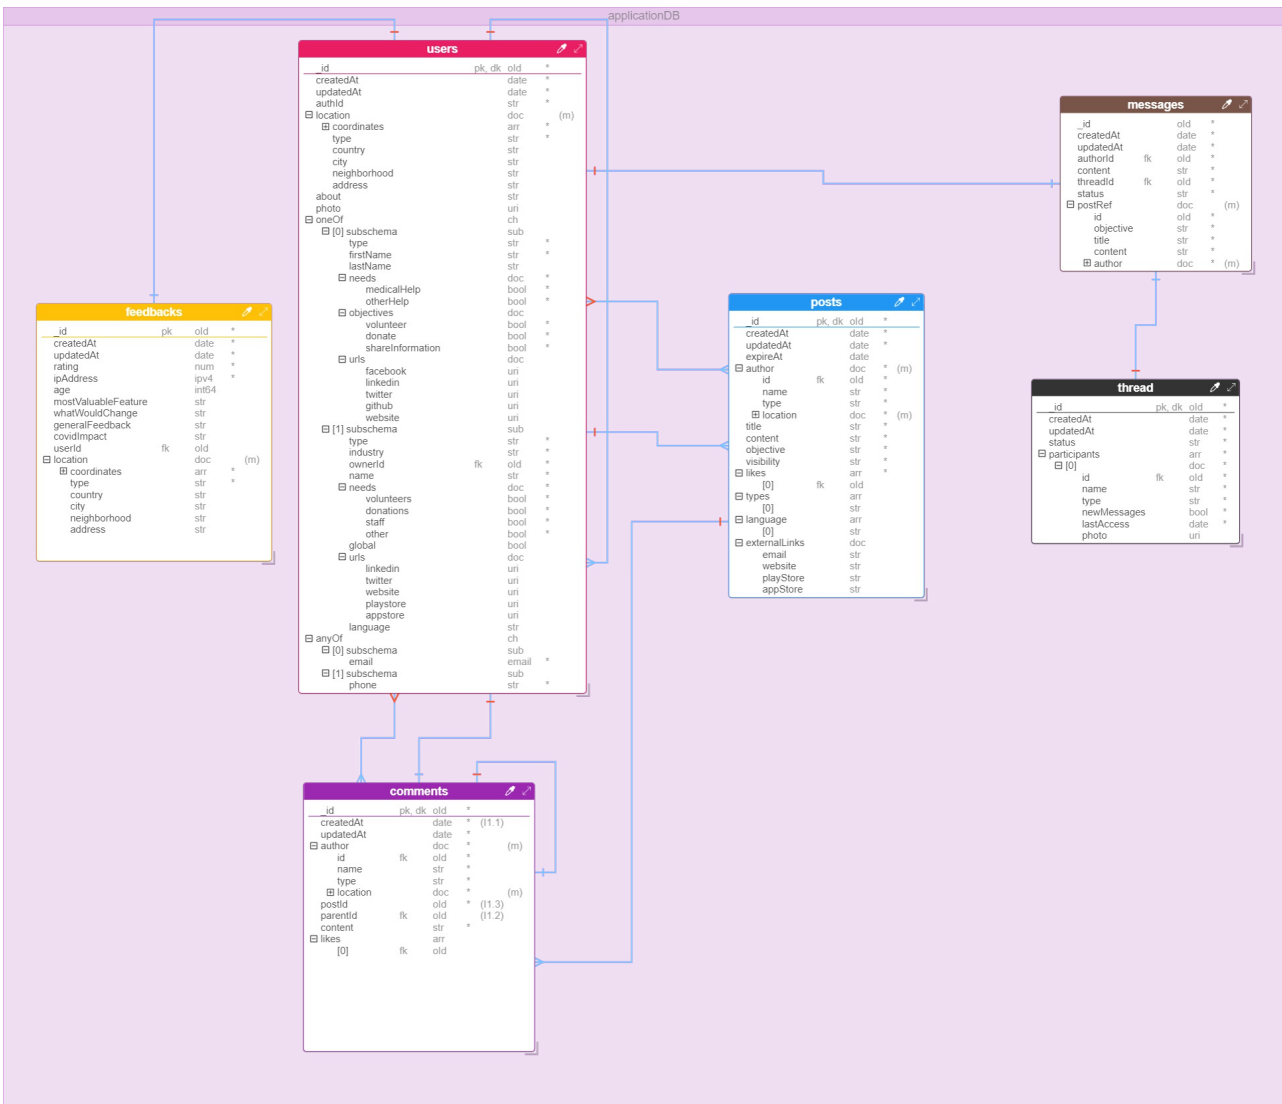 applicationDB
users
_id pk, dk oId *
createdAt date *
updatedAt date *
authId str *
location doc (m)
coordinates arr *
type str *
country str
city str
neighborhood str
address str
about str
photo uri
oneOf ch
[0] subschema sub
type str *
firstName str *
lastName str
needs doc *
medicalHelp bool *
otherHelp bool *
objectives doc
volunteer bool *
donate bool *
shareInformation bool *
urls doc
facebook uri
linkedin uri
twitter uri
github uri
website uri
[1] subschema sub
type str *
industry str *
ownerId fk oId *
name str *
needs doc *
volunteers bool *
donations bool *
staff bool *
other bool *
global bool
urls doc
linkedin uri
twitter uri
website uri
playstore uri
appstore uri
language str
anyOf ch
[0] subschema sub
email email *
[1] subschema sub
phone str *
messages
_id oId *
createdAt date *
updatedAt date *
authorId fk oId *
content str *
threadId fk oId *
status str *
postRef doc (m)
id oId *
objective str *
title str *
content str *
author doc * (m)
feedbacks
_id pk oId *
createdAt date *
updatedAt date *
rating num *
ipAddress ipv4 *
age int64
mostValuableFeature str
whatWouldChange str
generalFeedback str
covidImpact str
userId fk oId
location doc (m)
coordinates arr *
type str *
country str
city str
neighborhood str
address str
posts
_id pk, dk oId *
createdAt date *
updatedAt date *
expireAt date
author doc * (m)
id fk oId *
name str *
type str *
location doc * (m)
title str *
content str *
objective str *
visibility str *
likes arr *
[0] fk oId
types arr
[0] str
language arr
[0] str
externalLinks doc
email str
website str
playStore str
appStore str
thread
_id pk, dk oId *
createdAt date *
updatedAt date *
status str *
participants arr *
[0] doc *
id fk oId *
name str *
type str *
newMessages bool *
lastAccess date *
photo uri
comments
_id pk, dk oId *
createdAt date * (I1.1)
updatedAt date *
author doc * (m)
id fk oId *
name str *
type str *
location doc * (m)
postId oId * (I1.3)
parentId fk oId (I1.2)
content str *
likes arr
[0] fk oId